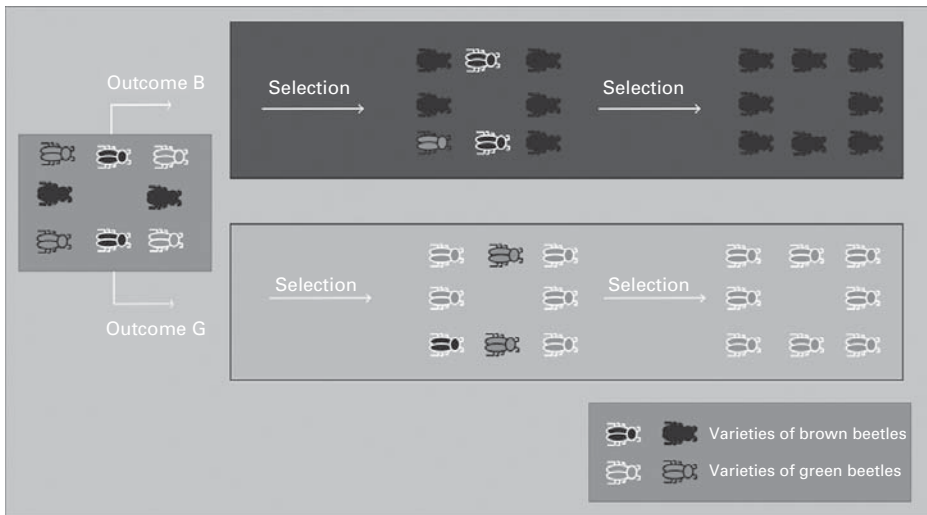 Outcome B
Selection
Selection
Selection
Selection
Outcome G
Varieties of brown beetles
Varieties of green beetles